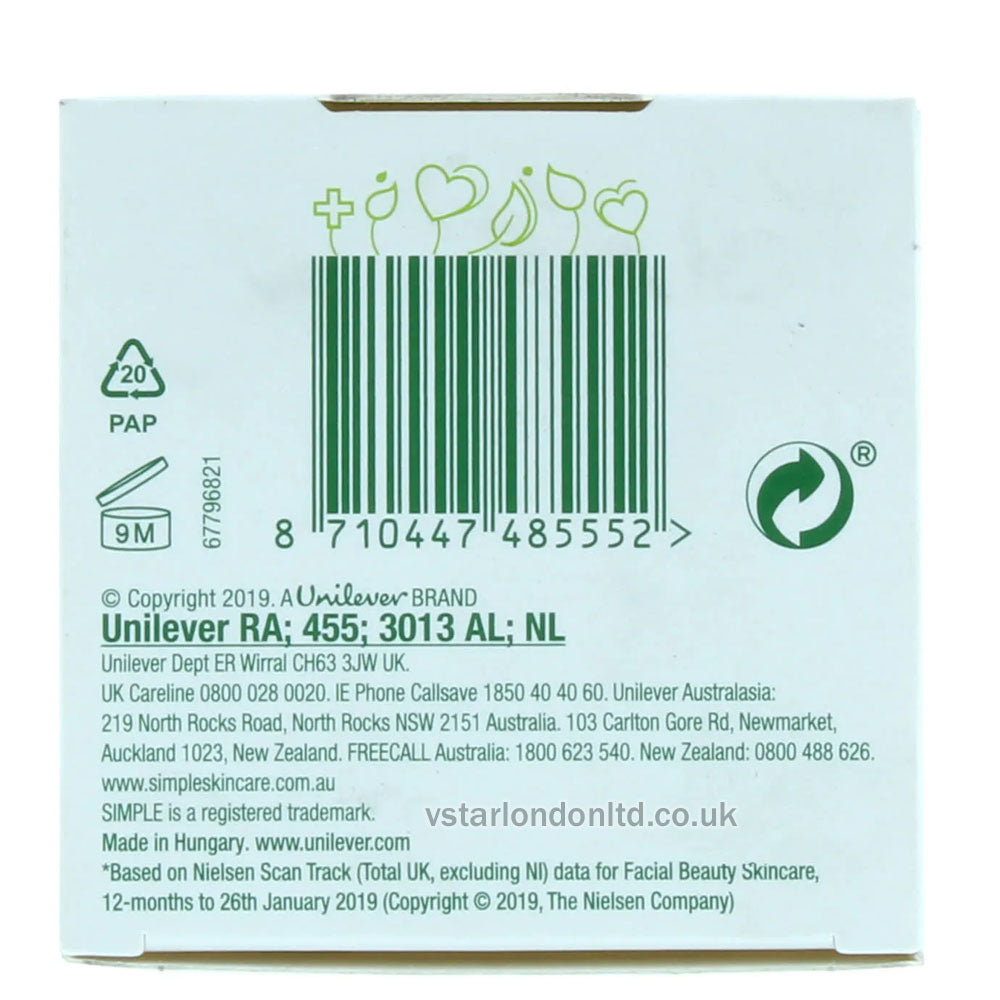 20
PAP
9M
67796821
8 710447 485552 >
®
© Copyright 2019. A Unilever BRAND
Unilever RA; 455; 3013 AL; NL
Unilever Dept ER Wirral CH63 3JW UK.
UK Careline 0800 028 0020. IE Phone Callsave 1850 40 40 60. Unilever Australasia:
219 North Rocks Road, North Rocks NSW 2151 Australia. 103 Carlton Gore Rd, Newmarket,
Auckland 1023, New Zealand. FREECALL Australia: 1800 623 540. New Zealand: 0800 488 626.
www.simpleskincare.com.au
SIMPLE is a registered trademark.
vstarlondonltd.co.uk
Made in Hungary. www.unilever.com
*Based on Nielsen Scan Track (Total UK, excluding NI) data for Facial Beauty Skincare,
12-months to 26th January 2019 (Copyright © 2019, The Nielsen Company)